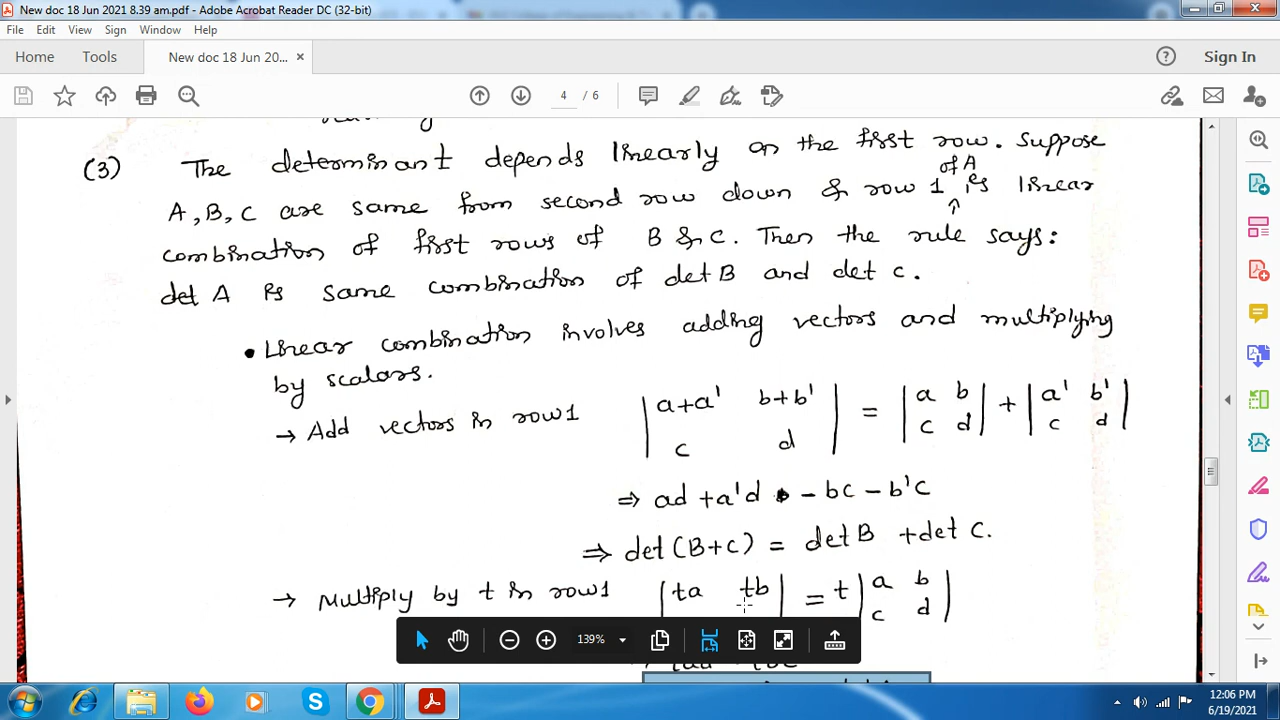 New doc 18 Jun 2021 8.39 am.pdf - Adobe Acrobat Reader DC (32-bit)
File Edit View Sign Window Help
Home Tools New doc 18 Jun 20... × Sign In
4 / 6
(3) The determinant depends linearly on the first row. Suppose
A, B, C are same from second row down & row 1 of A is linear
combination of first rows of B & C. Then the rule says:
det A is same combination of det B and det C.
• Linear combination involves adding vectors and multiplying
by scalars.
→ Add vectors in row1 |a+a' b+b'| = |a b| + |a' b'|
|c d| |c d| |c d|
⇒ ad + a'd - bc - b'c
⇒ det (B+C) = det B + det C.
→ Multiply by t in row1 |ta tb| = t |a b|
|c d|
139%
12:06 PM
6/19/2021